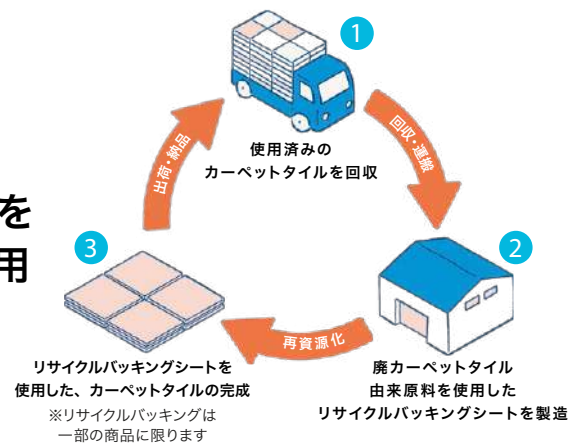 1
使用済みの
カーペットタイルを回収
回収・運搬
2
廃カーペットタイル
由来原料を使用した
リサイクルバッキングシートを製造
再資源化
3
リサイクルバッキングシートを
使用した、カーペットタイルの完成
※リサイクルバッキングは
一部の商品に限ります
出荷・納品
を
用